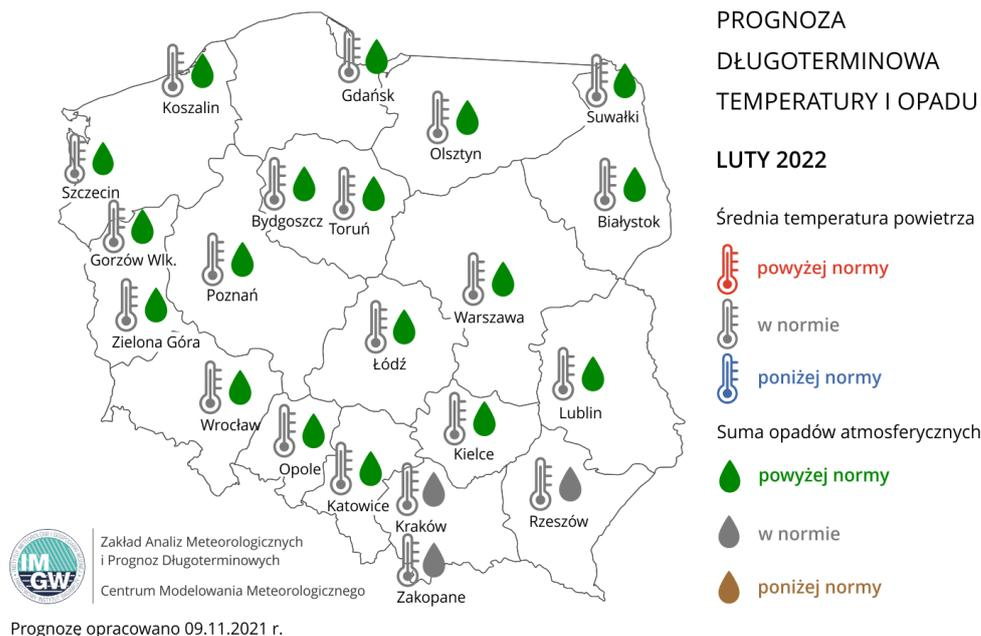 PROGNOZA
DŁUGOTERMINOWA
TEMPERATURY I OPADU
LUTY 2022
Średnia temperatura powietrza
powyżej normy
w normie
poniżej normy
Suma opadów atmosferycznych
powyżej normy
w normie
poniżej normy
Koszalin
Gdańsk
Suwałki
Olsztyn
Szczecin
Bydgoszcz
Toruń
Białystok
Gorzów Wlk.
Poznań
Warszawa
Zielona Góra
Łódź
Wrocław
Lublin
Opole
Kielce
Katowice
Kraków
Rzeszów
Zakopane
IM
GW
Zakład Analiz Meteorologicznych
i Prognoz Długoterminowych
Centrum Modelowania Meteorologicznego
Prognozę opracowano 09.11.2021 r.